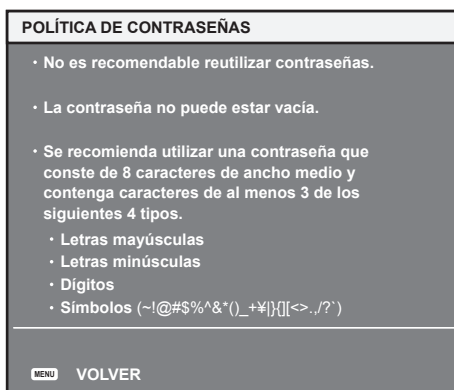 POLÍTICA DE CONTRASEÑAS
• No es recomendable reutilizar contraseñas.
• La contraseña no puede estar vacía.
• Se recomienda utilizar una contraseña que
conste de 8 caracteres de ancho medio y
contenga caracteres de al menos 3 de los
siguientes 4 tipos.
• Letras mayúsculas
• Letras minúsculas
• Dígitos
• Símbolos (~!@#$%^&*()_+¥|}{][<>.,/?`)
MENU VOLVER